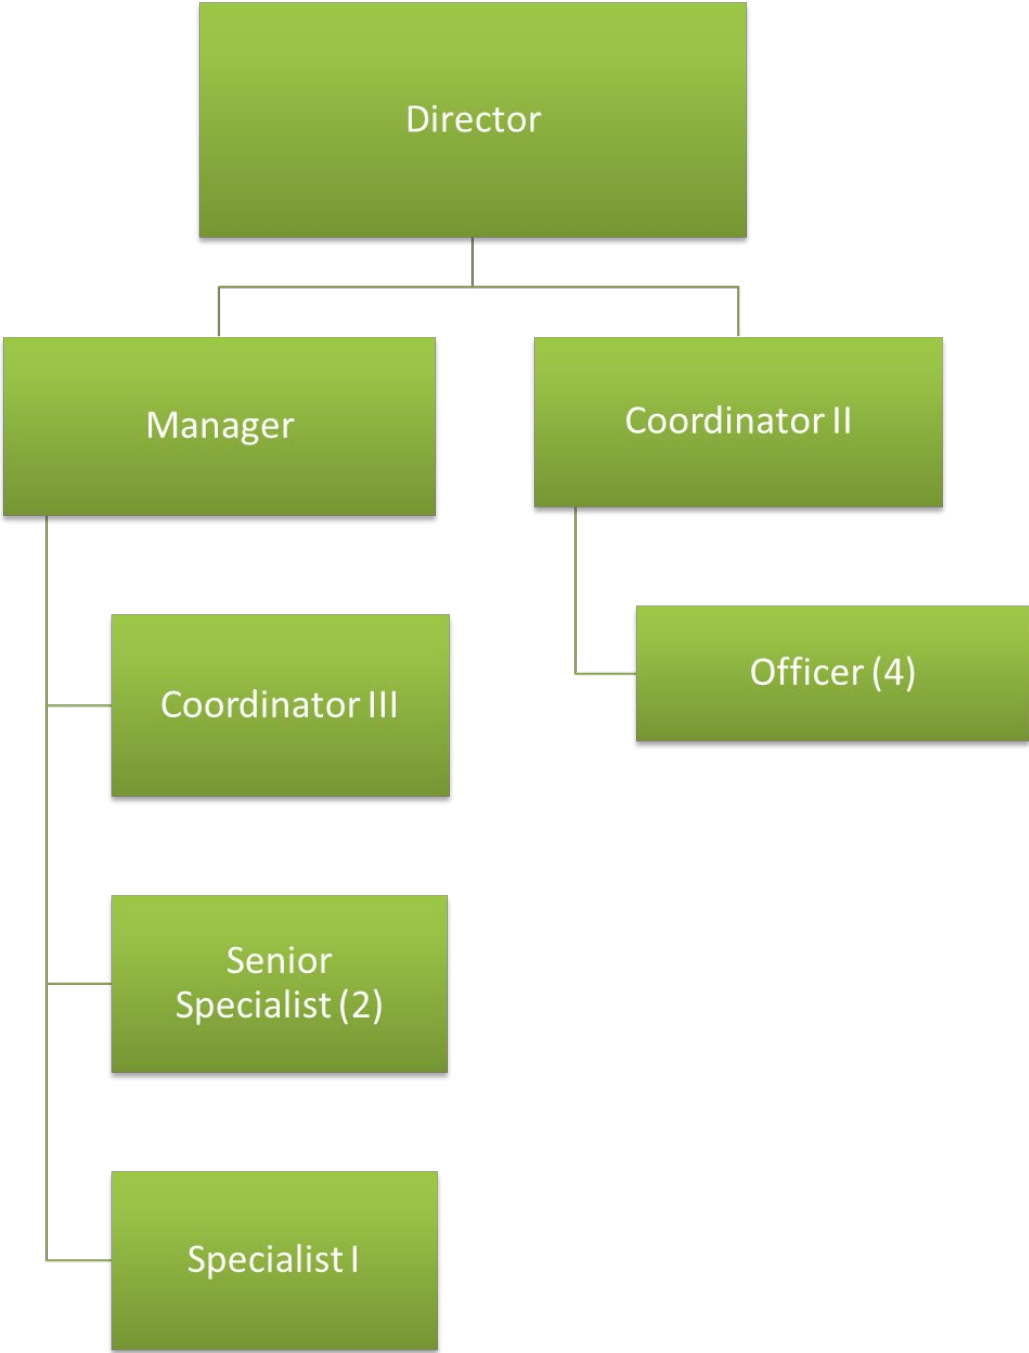 Director
Manager
Coordinator II
Coordinator III
Officer (4)
Senior
Specialist (2)
Specialist I